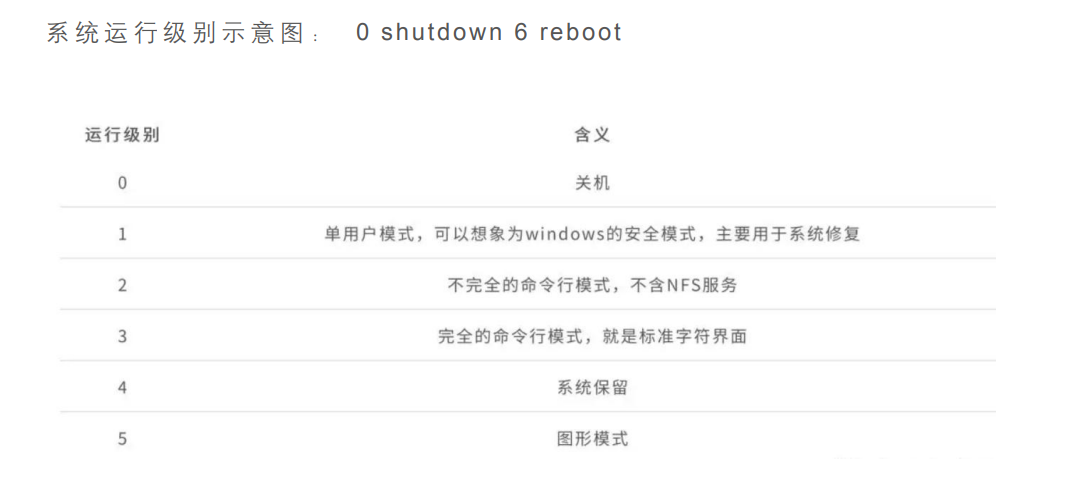 系统运行级别示意图： 0 shutdown 6 reboot
运行级别 含义
0 关机
1 单用户模式，可以想象为windows的安全模式，主要用于系统修复
2 不完全的命令行模式，不含NFS服务
3 完全的命令行模式，就是标准字符界面
4 系统保留
5 图形模式